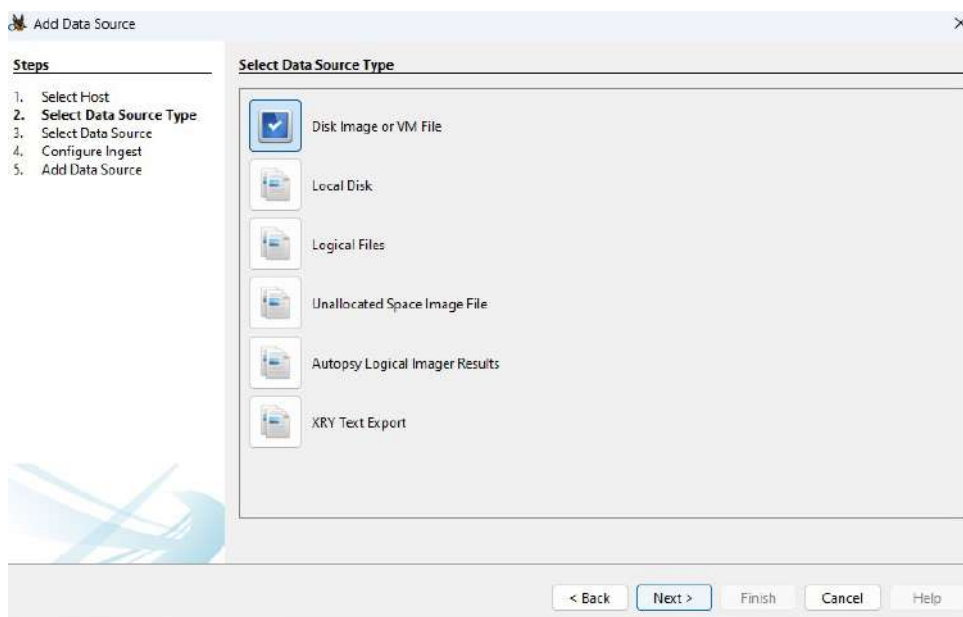 Add Data Source
Steps
1. Select Host
2. Select Data Source Type
3. Select Data Source
4. Configure Ingest
5. Add Data Source
Select Data Source Type
Disk Image or VM File
Local Disk
Logical Files
Unallocated Space Image File
Autopsy Logical Imager Results
XRY Text Export
< Back Next > Finish Cancel Help